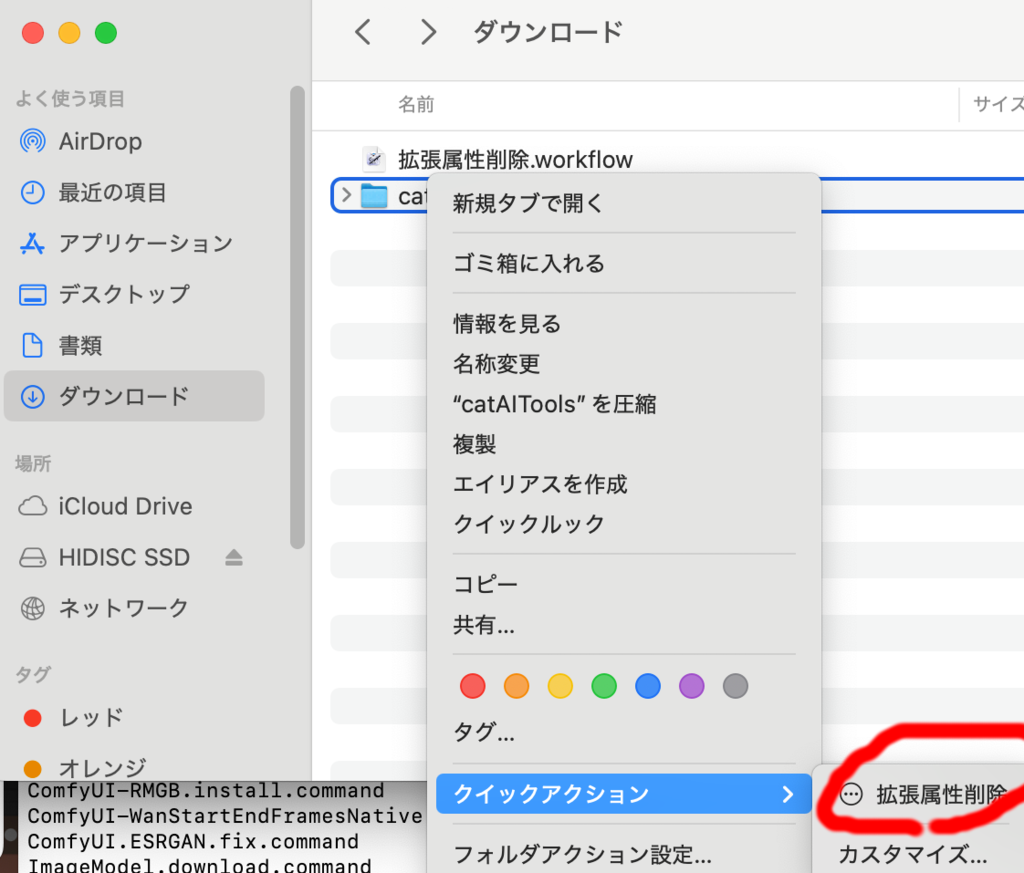 ダウンロード
よく使う項目
AirDrop
最近の項目
アプリケーション
デスクトップ
書類
ダウンロード
場所
iCloud Drive
HIDISC SSD
ネットワーク
タグ
レッド
オレンジ
名前
サイズ
拡張属性削除.workflow
cat
新規タブで開く
ゴミ箱に入れる
情報を見る
名称変更
“catAITools” を圧縮
複製
エイリアスを作成
クイックルック
コピー
共有...
タグ...
クイックアクション
フォルダアクション設定...
拡張属性削除
カスタマイズ...
ComfyUI-RMGB.install.command
ComfyUI-WanStartEndFramesNative
ComfyUI.ESRGAN.fix.command
ImageModel.download.command